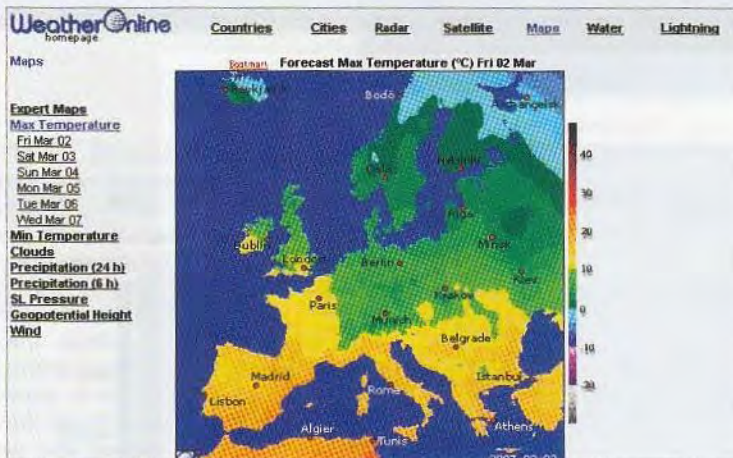 WeatherOnline
homepage
Countries Cities Radar Satellite Maps Water Lightning
Maps
Forecast Max Temperature (°C) Fri 02 Mar
Expert Maps
Max Temperature
Fri Mar 02
Sat Mar 03
Sun Mar 04
Mon Mar 05
Tue Mar 06
Wed Mar 07
Min Temperature
Clouds
Precipitation (24 h)
Precipitation (6 h)
SL Pressure
Geopotential Height
Wind
Reykjavik
Bodö
Archangelsk
Oslo
Helsinki
Riga
Dublin
London
Berlin
Minsk
Kiev
Paris
Krakow
Munich
Belgrade
Madrid
Rome
Istanbul
Lisbon
Algier
Tunis
Athens
40
30
20
10
0